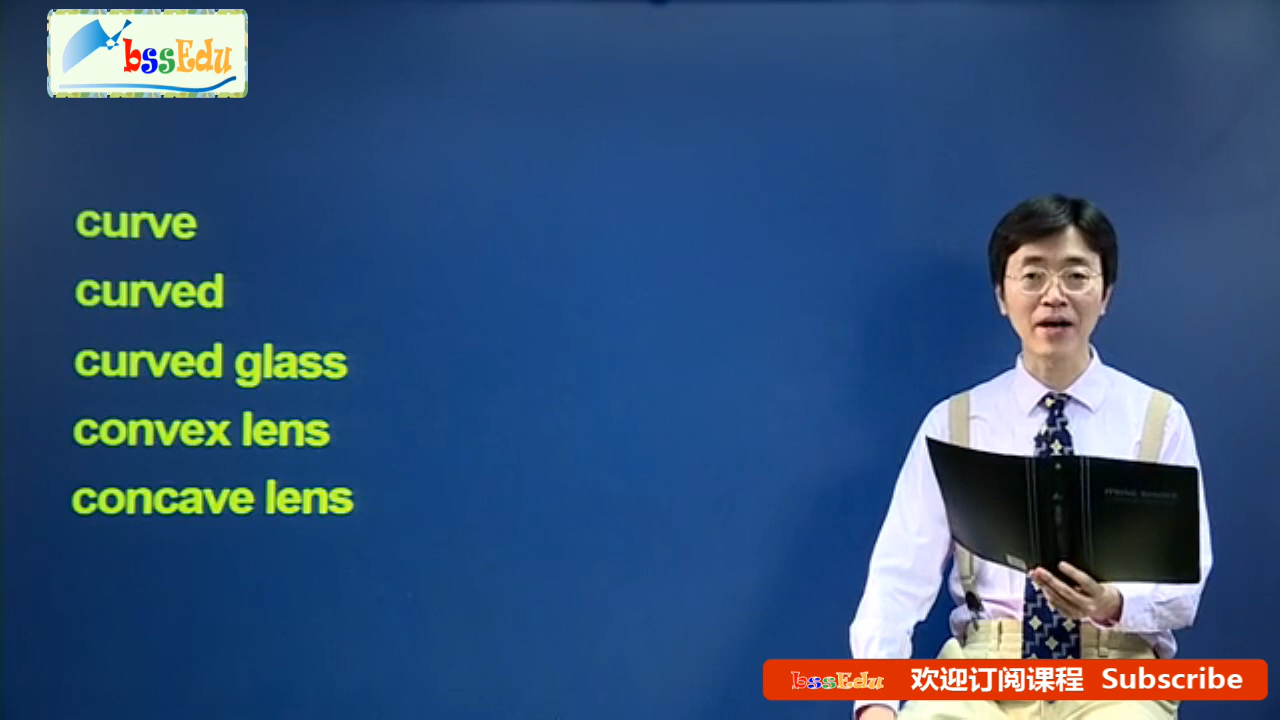 bssEdu
curve
curved
curved glass
convex lens
concave lens
bssEdu 欢迎订阅课程 Subscribe